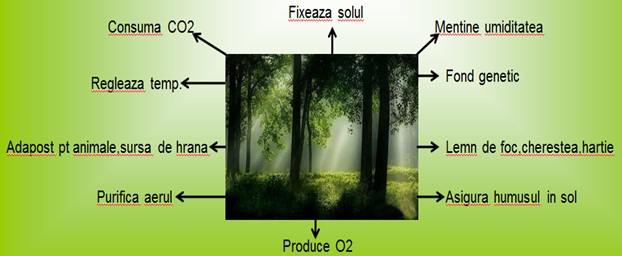 Fixeaza solul
Consuma CO2
Mentine umiditatea
Regleaza temp.
Fond genetic
Adapost pt animale,sursa de hrana
Lemn de foc,cherestea,hartie
Purifica aerul
Asigura humusul in sol
Produce O2